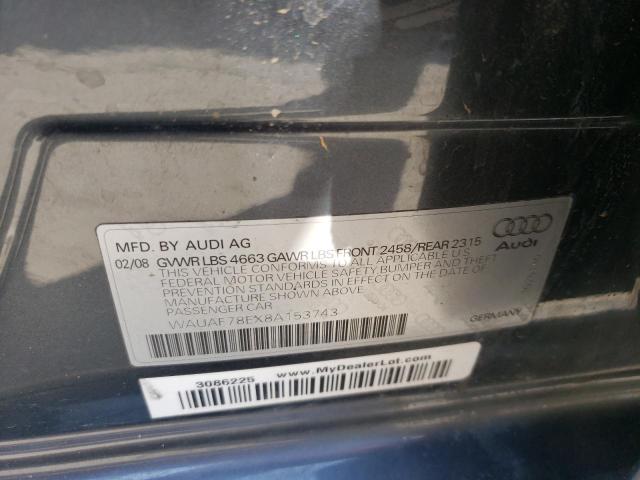 MFD. BY AUDI AG
02/08 GVWR LBS 4663 GAWR LBS FRONT 2458/REAR 2315
THIS VEHICLE CONFORMS TO ALL APPLICABLE U.S.
FEDERAL MOTOR VEHICLE SAFETY, BUMPER AND THEFT
PREVENTION STANDARDS IN EFFECT ON THE DATE OF
MANUFACTURE SHOWN ABOVE.
PASSENGER CAR
WAUAF78EX8A153743
Audi
GERMANY
3086225 www.MyDealerLot.com